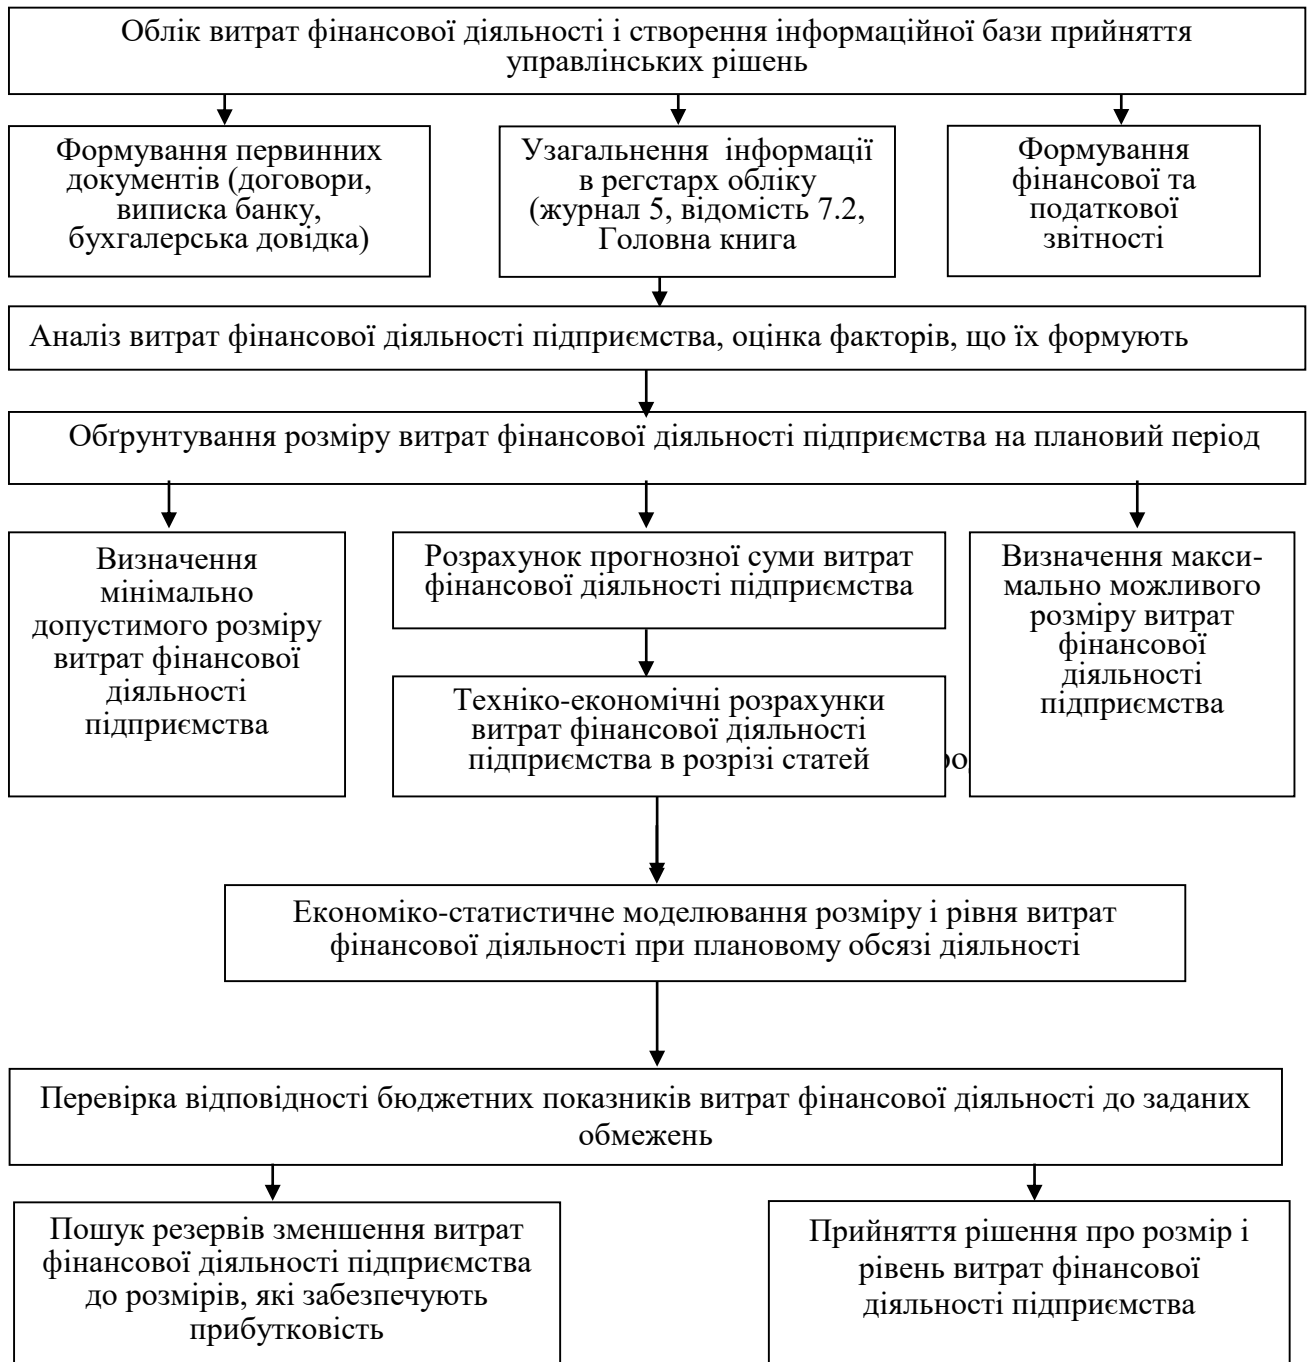 Облік витрат фінансової діяльності і створення інформаційної бази прийняття
управлінських рішень
Формування первинних
документів (договори,
виписка банку,
бухгалерська довідка)
Узагальнення інформації
в регстарх обліку
(журнал 5, відомість 7.2,
Головна книга
Формування
фінансової та
податкової
звітності
Аналіз витрат фінансової діяльності підприємства, оцінка факторів, що їх формують
Обґрунтування розміру витрат фінансової діяльності підприємства на плановий період
Визначення
мінімально
допустимого розміру
витрат фінансової
діяльності
підприємства
Розрахунок прогнозної суми витрат
фінансової діяльності підприємства
Техніко-економічні розрахунки
витрат фінансової діяльності
підприємства в розрізі статей
Визначення макси-
мально можливого
розміру витрат
фінансової
діяльності
підприємства
Економіко-статистичне моделювання розміру і рівня витрат
фінансової діяльності при плановому обсязі діяльності
Перевірка відповідності бюджетних показників витрат фінансової діяльності до заданих
обмежень
Пошук резервів зменшення витрат
фінансової діяльності підприємства
до розмірів, які забезпечують
прибутковість
Прийняття рішення про розмір і
рівень витрат фінансової
діяльності підприємства